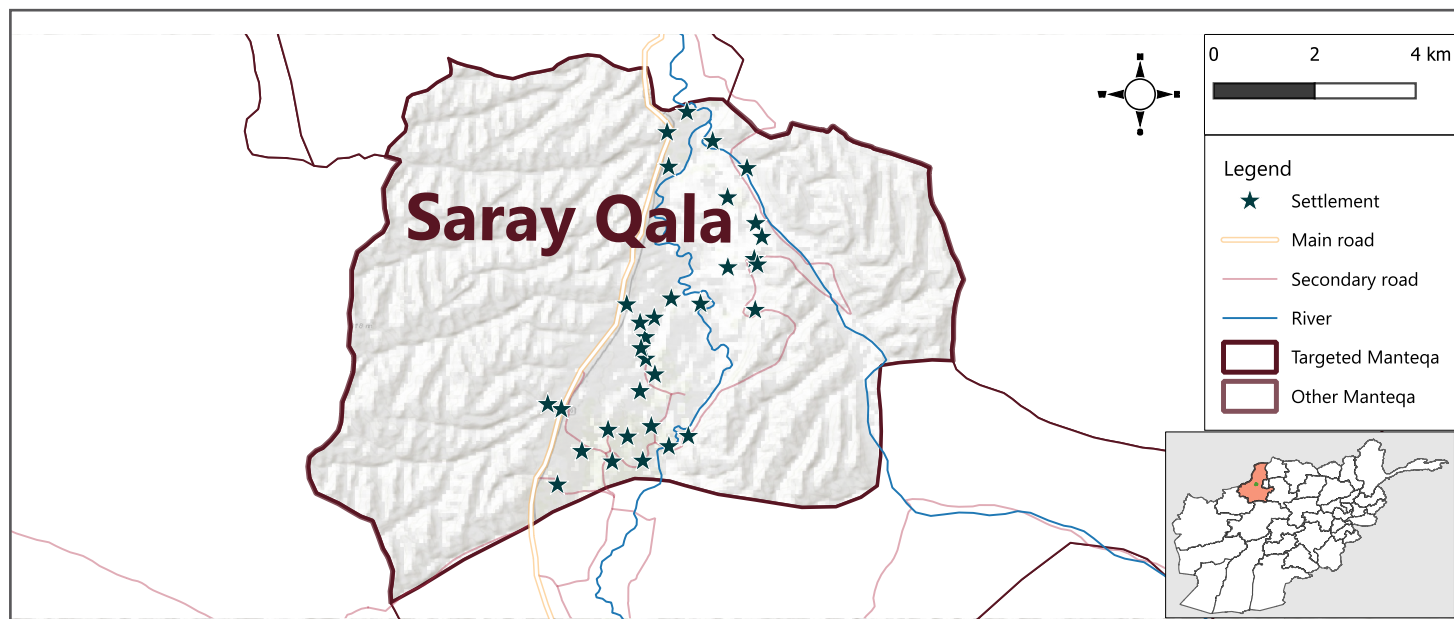 0 2 4 km
Saray Qala
Legend
Settlement
Main road
Secondary road
River
Targeted Manteqa
Other Manteqa